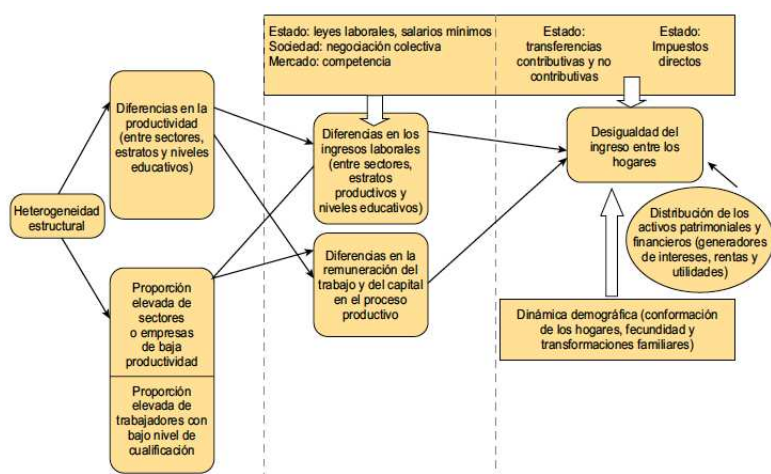 Estado: leyes laborales, salarios mínimos
Sociedad: negociación colectiva
Mercado: competencia
Estado:
transferencias
contributivas y no
contributivas
Estado:
Impuestos
directos
Diferencias en la
productividad
(entre sectores,
estratos y niveles
educativos)
Diferencias en los
ingresos laborales
(entre sectores,
estratos
productivos y
niveles educativos)
Desigualdad del
ingreso entre los
hogares
Heterogeneidad
estructural
Distribución de los
activos patrimoniales y
financieros (generadores
de intereses, rentas y
utilidades)
Diferencias en la
remuneración del
trabajo y del capital
en el proceso
productivo
Proporción
elevada de
sectores
o empresas
de baja
productividad
Dinámica demográfica (conformación
de los hogares, fecundidad y
transformaciones familiares)
Proporción
elevada de
trabajadores con
bajo nivel de
cualificación